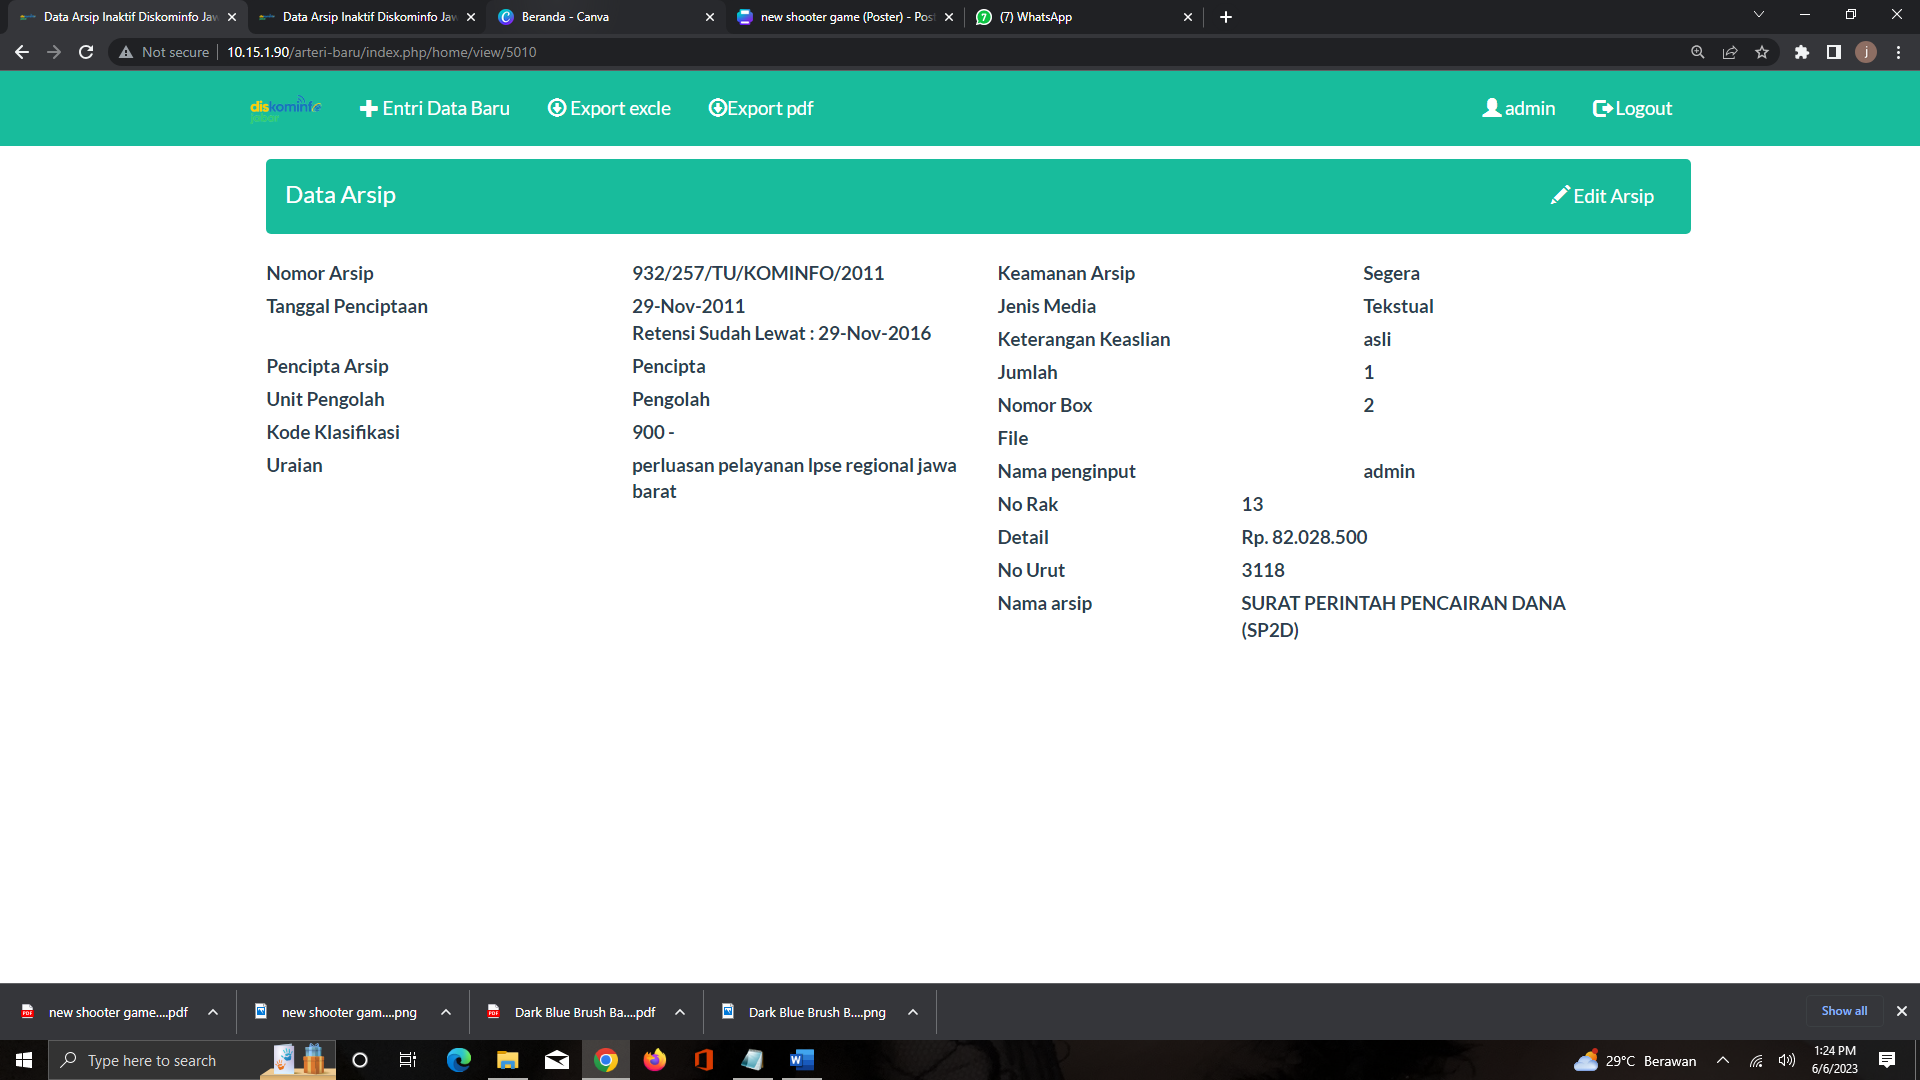 Data Arsip Inaktif Diskominfo Jaw
Data Arsip Inaktif Diskominfo Jaw
Beranda - Canva
new shooter game (Poster) - Pos
(7) WhatsApp
Not secure
10.15.1.90/arteri-baru/index.php/home/view/5010
j
diskominfo
jabar
Entri Data Baru
Export excle
Export pdf
admin
Logout
Data Arsip
Edit Arsip
Nomor Arsip 932/257/TU/KOMINFO/2011
Tanggal Penciptaan 29-Nov-2011
Retensi Sudah Lewat : 29-Nov-2016
Pencipta Arsip Pencipta
Unit Pengolah Pengolah
Kode Klasifikasi 900 -
Uraian perluasan pelayanan lpse regional jawa
barat
Keamanan Arsip Segera
Jenis Media Tekstual
Keterangan Keaslian asli
Jumlah 1
Nomor Box 2
File
Nama penginput admin
No Rak 13
Detail Rp. 82.028.500
No Urut 3118
Nama arsip SURAT PERINTAH PENCAIRAN DANA
(SP2D)
new shooter game....pdf
new shooter gam....png
Dark Blue Brush Ba....pdf
Dark Blue Brush B....png
Show all
Type here to search
29°C Berawan
1:24 PM
6/6/2023